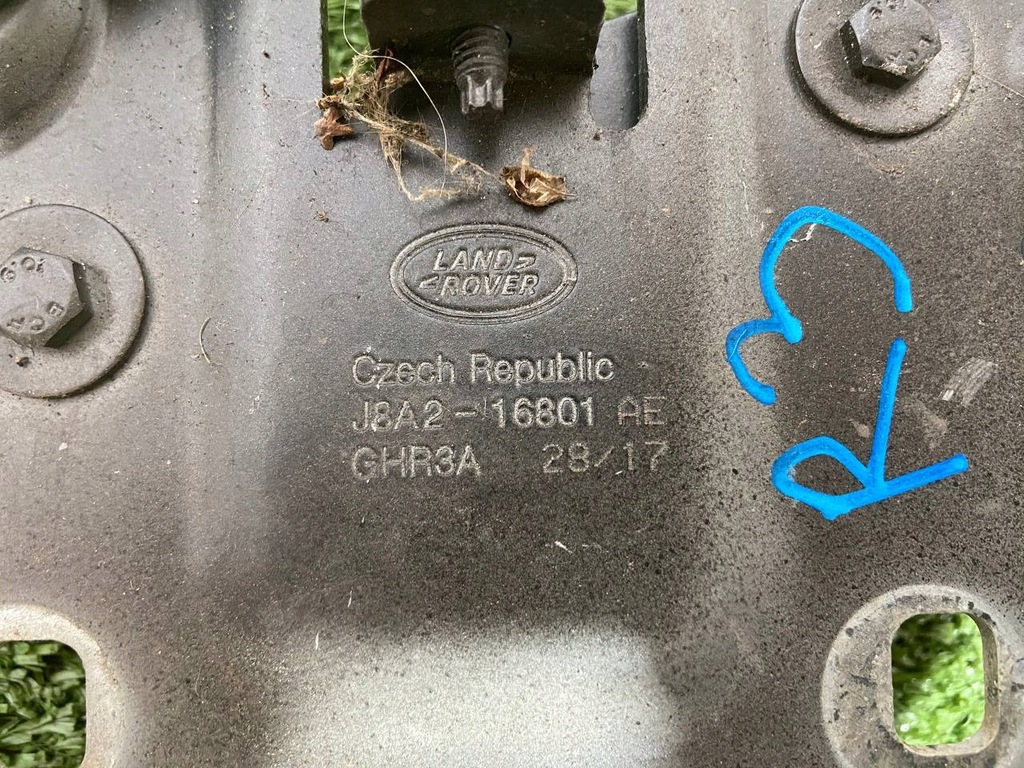 LAND
ROVER
Czech Republic
J8A2-16801 AE
GHR3A 28/17